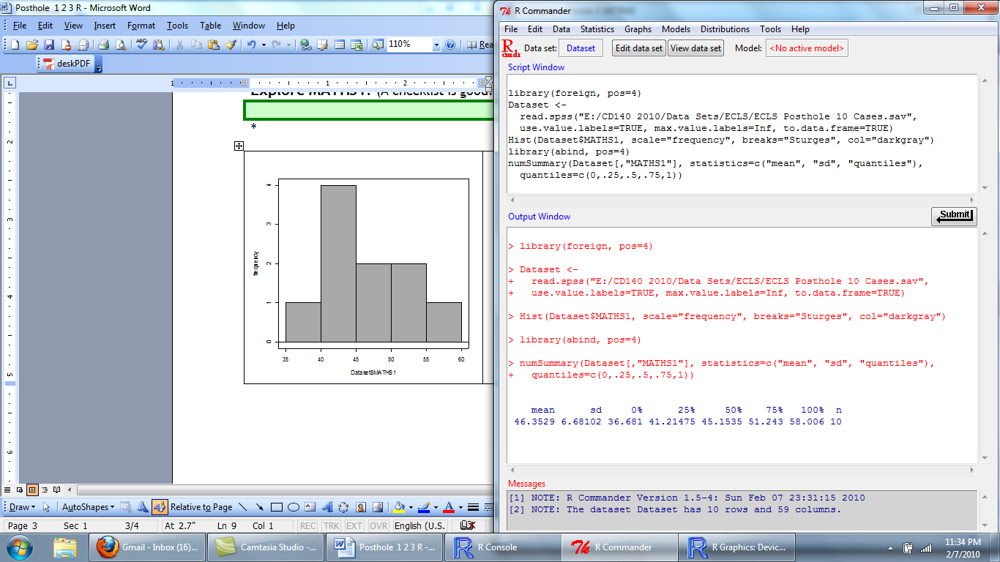 Posthole 1 2 3 R - Microsoft Word
File Edit View Insert Format Tools Table Window Help
110% Rea
deskPDF
1 1 2
Explore MATHS1. (A checklist is good.
*
frequency
0 1 2 3 4
35 40 45 50 55 60
Dataset$MATHS1
2
3
4
5
6
Draw AutoShapes Relative to Page
Page 3 Sec 1 3/4 At 2.7" Ln 9 Col 1 REC TRK EXT OVR English (U.S.
R Commander
File Edit Data Statistics Graphs Models Distributions Tools Help
R cmdr Data set: Dataset Edit data set View data set Model: <No active model>
Script Window
library(foreign, pos=4)
Dataset <-
read.spss("E:/CD140 2010/Data Sets/ECLS/ECLS Posthole 10 Cases.sav",
use.value.labels=TRUE, max.value.labels=Inf, to.data.frame=TRUE)
Hist(Dataset$MATHS1, scale="frequency", breaks="Sturges", col="darkgray")
library(abind, pos=4)
numSummary(Dataset[,"MATHS1"], statistics=c("mean", "sd", "quantiles"),
quantiles=c(0,.25,.5,.75,1))
Output Window Submit
> library(foreign, pos=4)
> Dataset <-
+ read.spss("E:/CD140 2010/Data Sets/ECLS/ECLS Posthole 10 Cases.sav",
+ use.value.labels=TRUE, max.value.labels=Inf, to.data.frame=TRUE)
> Hist(Dataset$MATHS1, scale="frequency", breaks="Sturges", col="darkgray")
> library(abind, pos=4)
> numSummary(Dataset[,"MATHS1"], statistics=c("mean", "sd", "quantiles"),
+ quantiles=c(0,.25,.5,.75,1))
mean sd 0% 25% 50% 75% 100% n
46.3529 6.68102 36.681 41.21475 45.1535 51.243 58.006 10
Messages
[1] NOTE: R Commander Version 1.5-4: Sun Feb 07 23:31:15 2010
[2] NOTE: The dataset Dataset has 10 rows and 59 columns.
Gmail - Inbox (16)... Camtasia Studio -... Posthole 1 2 3 R -... R Console R Commander R Graphics: Devic...
11:34 PM
2/7/2010